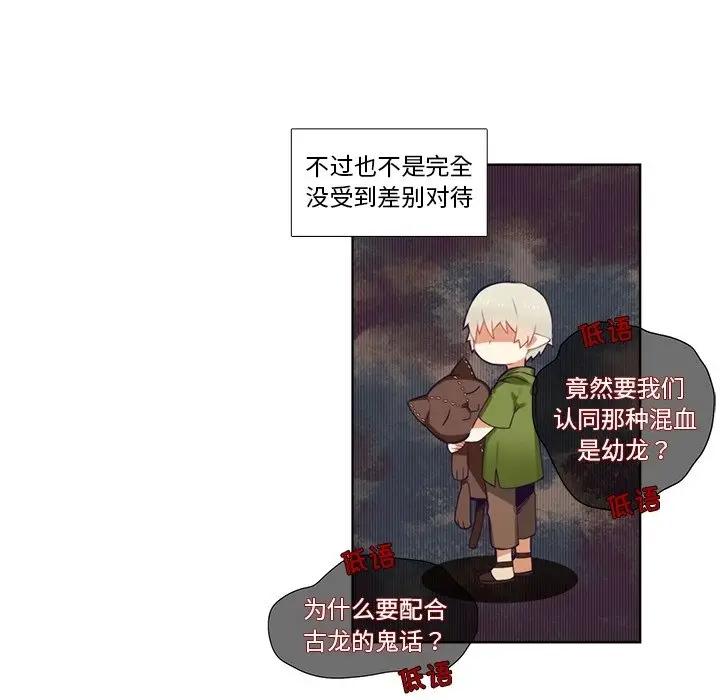 不过也不是完全
没受到差别对待
低语
竟然要我们
认同那种混血
是幼龙？
低语
低语
为什么要配合
古龙的鬼话？
低语